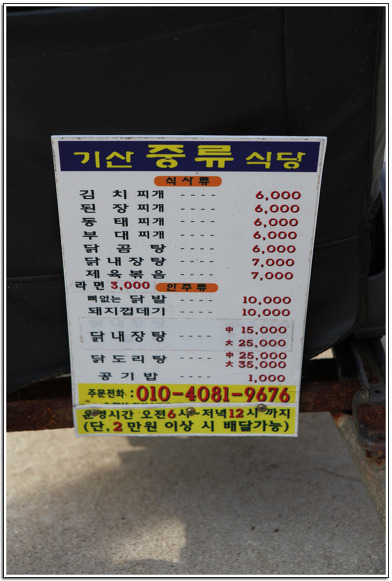 기산 중류 식당
식사류
김치찌개 ---- 6,000
된장찌개 ---- 6,000
동태찌개 ---- 6,000
부대찌개 ---- 6,000
닭곰탕 ---- 6,000
닭내장탕 ---- 7,000
제육볶음 ---- 7,000
라면 3,000 안주류
뼈없는 닭발 ---- 10,000
돼지껍데기 ---- 10,000
닭내장탕 ---- 中 15,000
大 25,000
닭도리탕 ---- 中 25,000
大 35,000
공기밥 ---- 1,000
주문전화 : 010-4081-9676
운영시간 오전6시~저녁12시 까지
(단, 2만원 이상 시 배달가능)